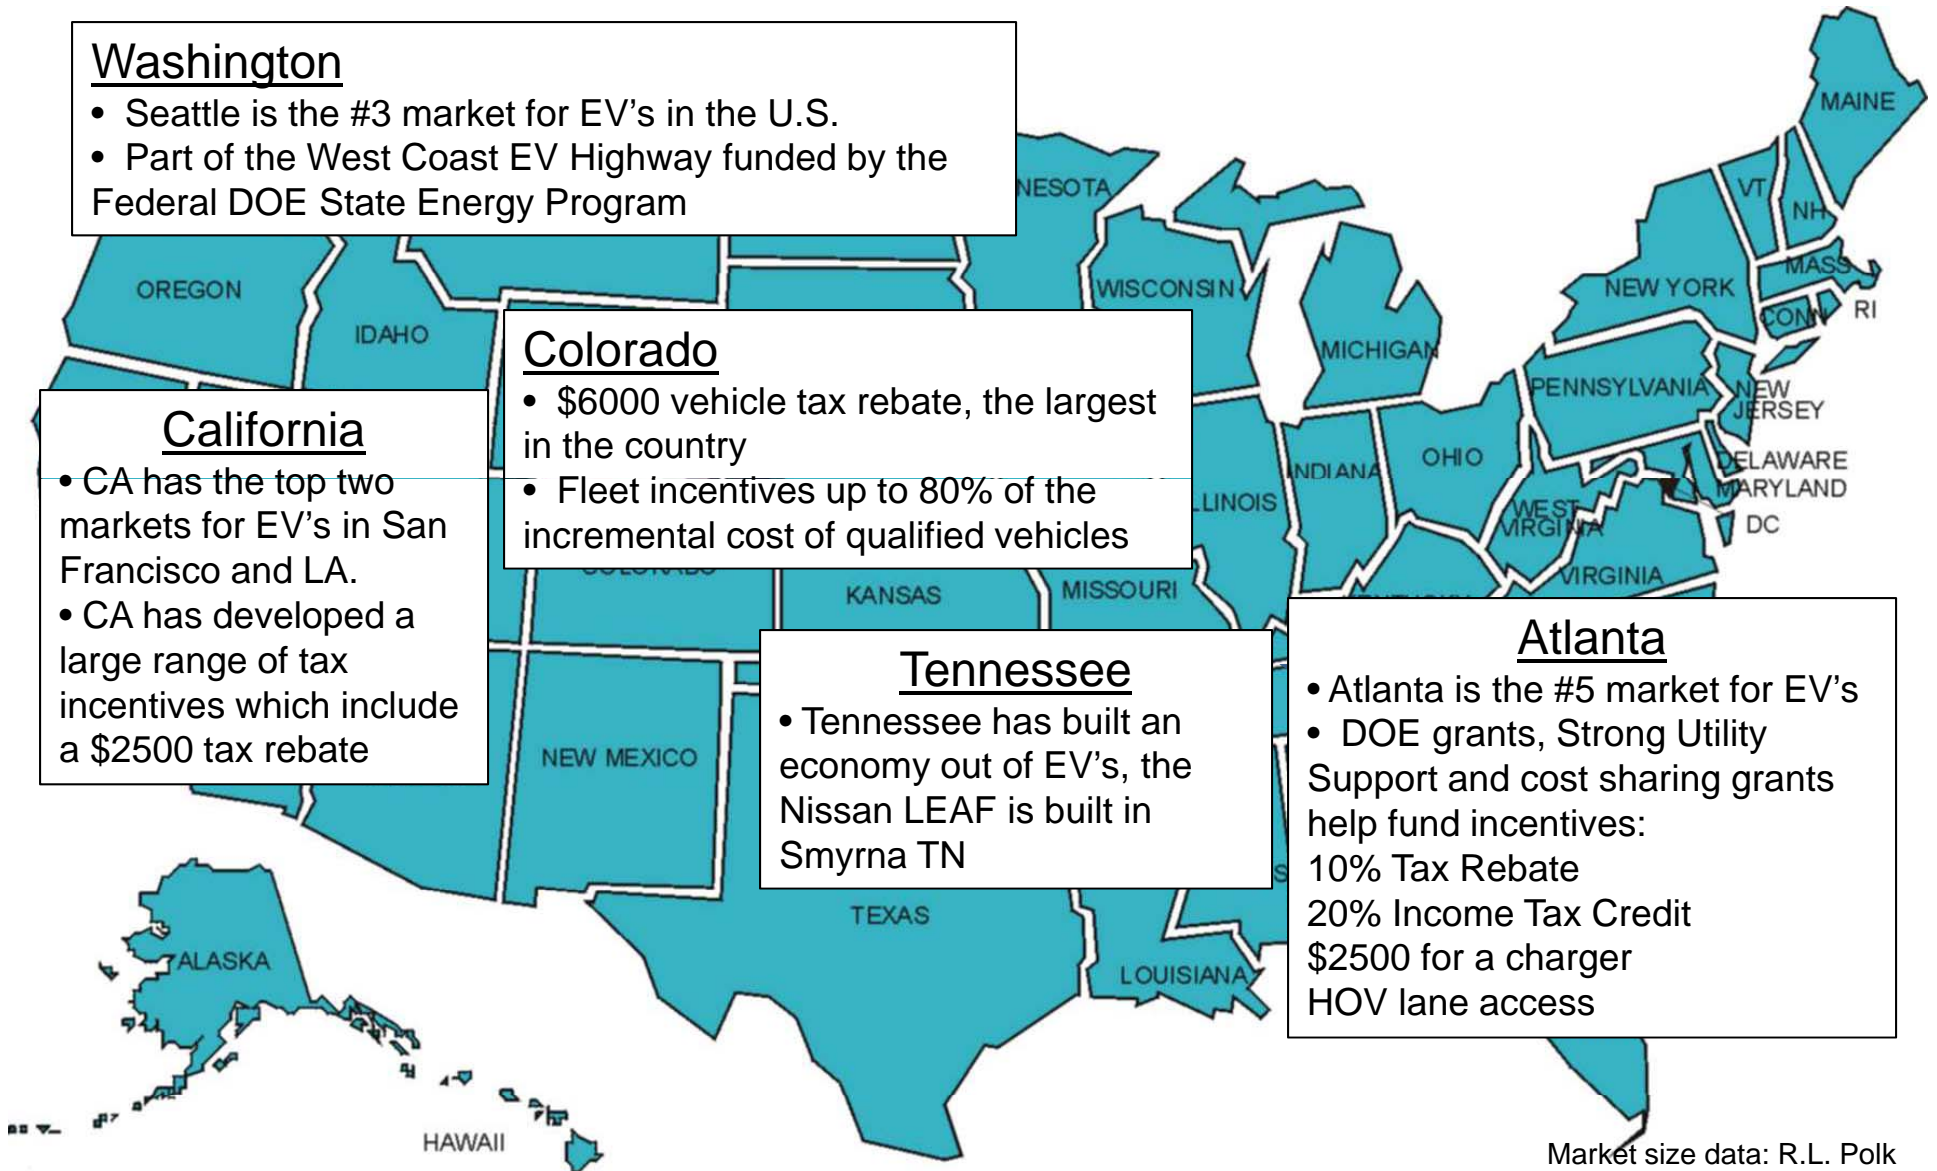 Washington
• Seattle is the #3 market for EV's in the U.S.
• Part of the West Coast EV Highway funded by the
Federal DOE State Energy Program
MAINE
NESOTA
VT
NH
OREGON
WISCONSIN
NEW YORK
MASS
IDAHO
MICHIGAN
CONN
RI
Colorado
• $6000 vehicle tax rebate, the largest
in the country
• Fleet incentives up to 80% of the
incremental cost of qualified vehicles
PENNSYLVANIA
NEW
JERSEY
California
• CA has the top two
markets for EV's in San
Francisco and LA.
• CA has developed a
large range of tax
incentives which include
a $2500 tax rebate
INDIANA
OHIO
DELAWARE
MARYLAND
LLINOIS
WEST
VIRGINIA
DC
COLORADO
KANSAS
MISSOURI
KENTUCKY
VIRGINIA
NEW MEXICO
Tennessee
• Tennessee has built an
economy out of EV's, the
Nissan LEAF is built in
Smyrna TN
Atlanta
• Atlanta is the #5 market for EV's
• DOE grants, Strong Utility
Support and cost sharing grants
help fund incentives:
10% Tax Rebate
20% Income Tax Credit
$2500 for a charger
HOV lane access
TEXAS
ALASKA
LOUISIANA
HAWAII
Market size data: R.L. Polk